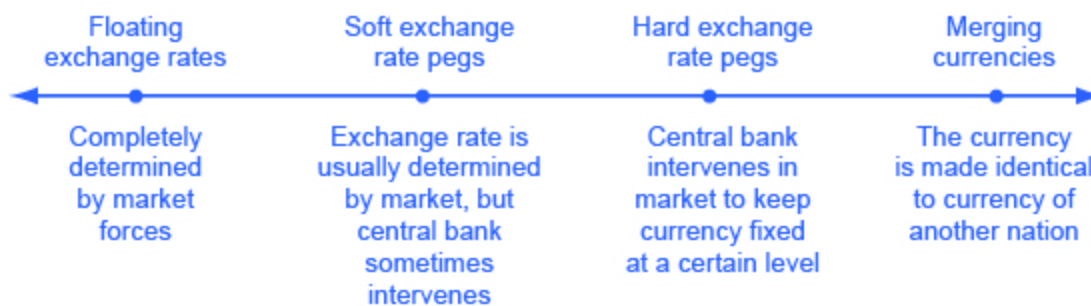 Floating
exchange rates
Soft exchange
rate pegs
Hard exchange
rate pegs
Merging
currencies
Completely
determined
by market
forces
Exchange rate is
usually determined
by market, but
central bank
sometimes
intervenes
Central bank
intervenes in
market to keep
currency fixed
at a certain level
The currency
is made identical
to currency of
another nation